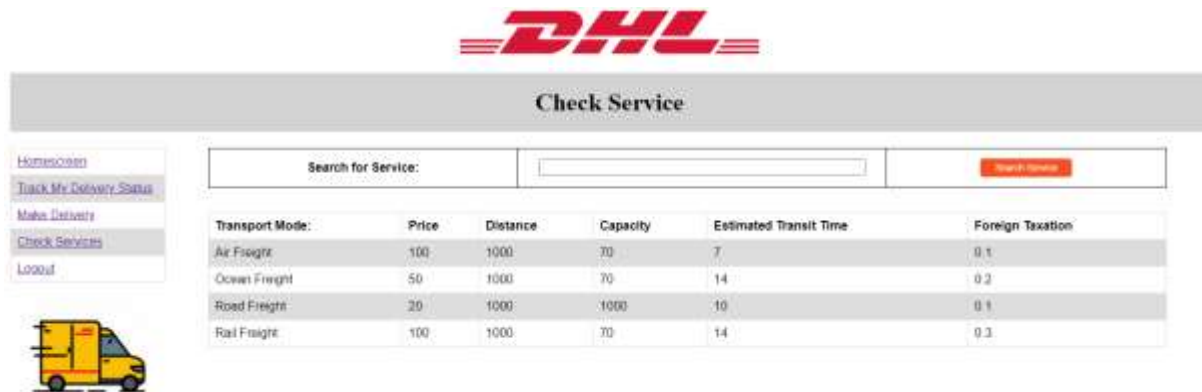 DHL
Check Service
Homescreen
Track My Delivery Status
Make Delivery
Check Services
Logout
Search for Service:
Search Service
Transport Mode: Price Distance Capacity Estimated Transit Time Foreign Taxation
Air Freight 100 1000 70 7 0.1
Ocean Freight 50 1000 70 14 0.2
Road Freight 20 1000 1000 10 0.1
Rail Freight 100 1000 70 14 0.3